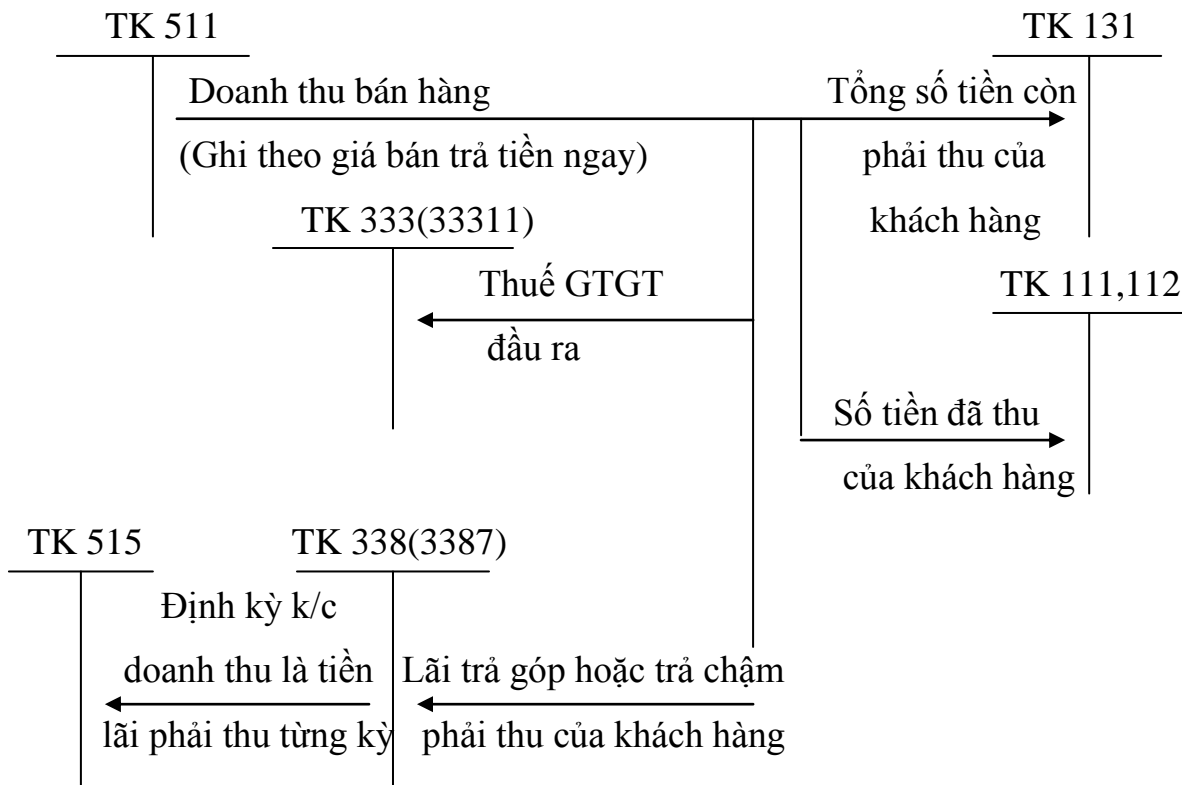 TK 511
TK 131
Doanh thu bán hàng
(Ghi theo giá bán trả tiền ngay)
Tổng số tiền còn
phải thu của
khách hàng
TK 333(33311)
Thuế GTGT
đầu ra
TK 111,112
Số tiền đã thu
của khách hàng
TK 515
TK 338(3387)
Định kỳ k/c
doanh thu là tiền
lãi phải thu từng kỳ
Lãi trả góp hoặc trả chậm
phải thu của khách hàng